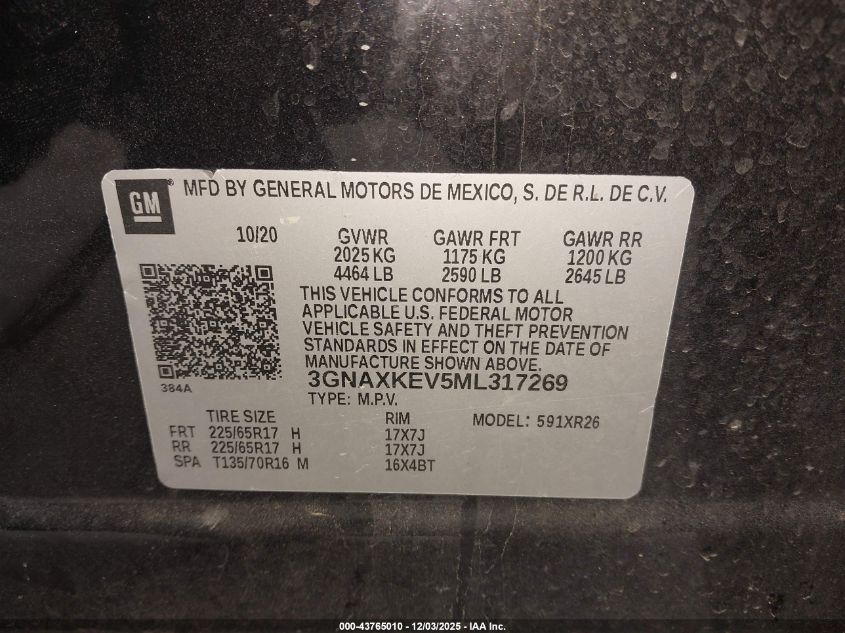 GM
MFD BY GENERAL MOTORS DE MEXICO, S. DE R.L. DE C.V.
10/20 GVWR GAWR FRT GAWR RR
2025 KG 1175 KG 1200 KG
4464 LB 2590 LB 2645 LB
THIS VEHICLE CONFORMS TO ALL
APPLICABLE U.S. FEDERAL MOTOR
VEHICLE SAFETY AND THEFT PREVENTION
STANDARDS IN EFFECT ON THE DATE OF
MANUFACTURE SHOWN ABOVE.
384A
3GNAXKEV5ML317269
TYPE: M.P.V.
TIRE SIZE RIM MODEL: 591XR26
FRT 225/65R17 H 17X7J
RR 225/65R17 H 17X7J
SPA T135/70R16 M 16X4BT
000-43765010 - 12/03/2025 - IAA Inc.